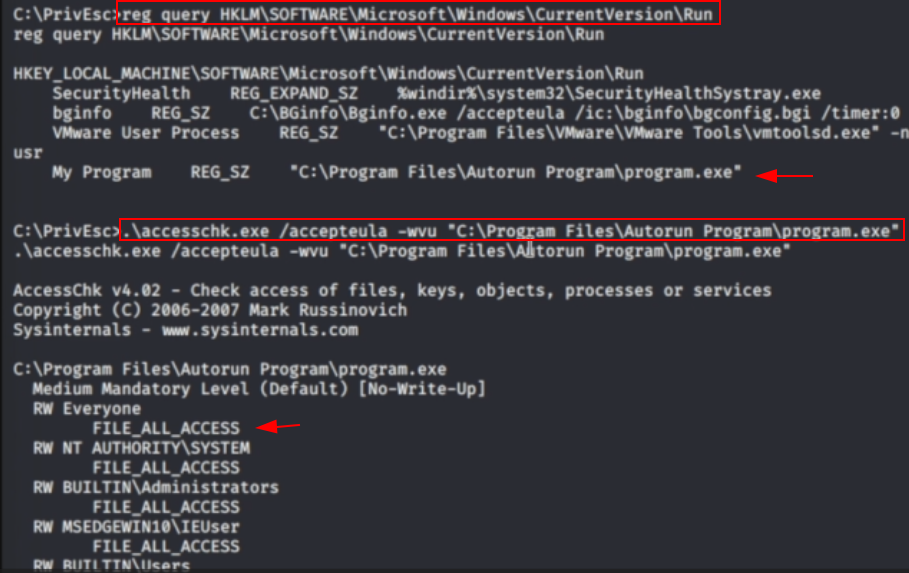 C:\PrivEsc>reg query HKLM\SOFTWARE\Microsoft\Windows\CurrentVersion\Run
reg query HKLM\SOFTWARE\Microsoft\Windows\CurrentVersion\Run
HKEY_LOCAL_MACHINE\SOFTWARE\Microsoft\Windows\CurrentVersion\Run
SecurityHealth REG_EXPAND_SZ %windir%\system32\SecurityHealthSystray.exe
bginfo REG_SZ C:\BGinfo\Bginfo.exe /accepteula /ic:\bginfo\bgconfig.bgi /timer:0
VMware User Process REG_SZ "C:\Program Files\VMware\VMware Tools\vmtoolsd.exe" -n
usr
My Program REG_SZ "C:\Program Files\Autorun Program\program.exe"
C:\PrivEsc>.\accesschk.exe /accepteula -wvu "C:\Program Files\Autorun Program\program.exe"
.\accesschk.exe /accepteula -wvu "C:\Program Files\Autorun Program\program.exe"
AccessChk v4.02 - Check access of files, keys, objects, processes or services
Copyright (C) 2006-2007 Mark Russinovich
Sysinternals - www.sysinternals.com
C:\Program Files\Autorun Program\program.exe
Medium Mandatory Level (Default) [No-Write-Up]
RW Everyone
FILE_ALL_ACCESS
RW NT AUTHORITY\SYSTEM
FILE_ALL_ACCESS
RW BUILTIN\Administrators
FILE_ALL_ACCESS
RW MSEDGEWIN10\IEUser
FILE_ALL_ACCESS
RW BUILTIN\Users